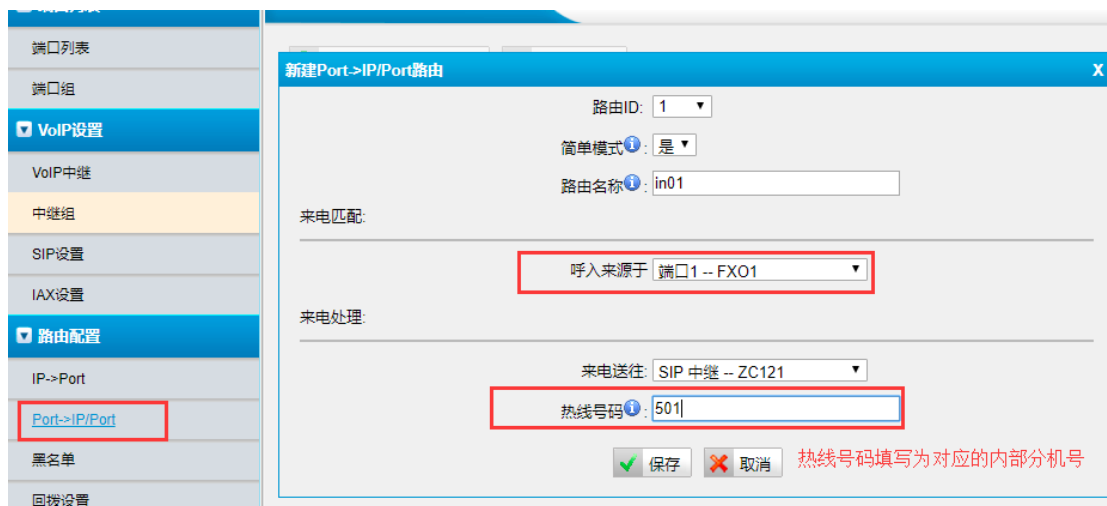 端口列表
端口组
VoIP设置
VoIP中继
中继组
SIP设置
IAX设置
路由配置
IP->Port
Port->IP/Port
黑名单
回拨设置
新建Port->IP/Port路由
X
路由ID: 1
简单模式 : 是
路由名称 : in01
来电匹配:
呼入来源于 端口1 -- FXO1
来电处理:
来电送往: SIP 中继 -- ZC121
热线号码 : 501
保存 取消 热线号码填写为对应的内部分机号